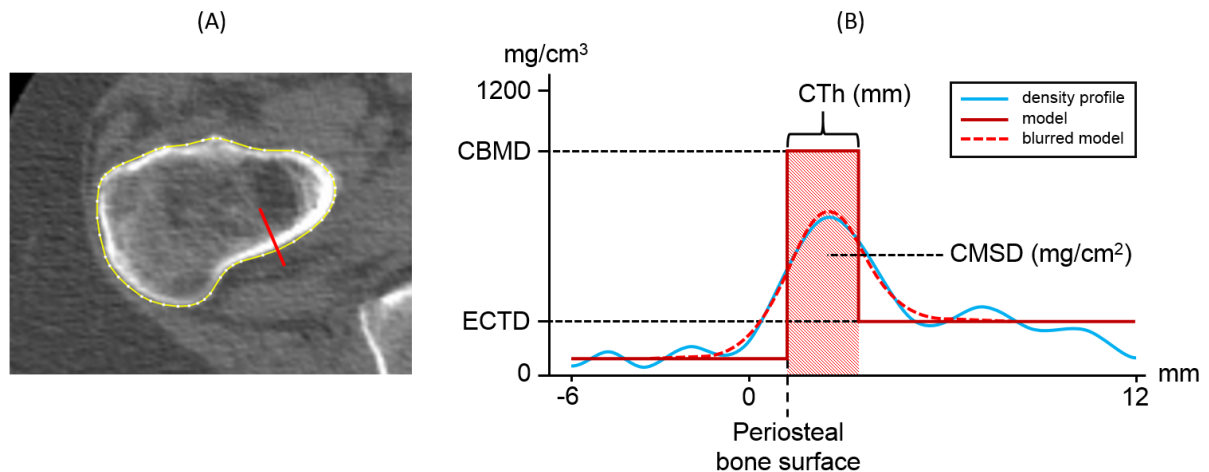 (A)
(B)
mg/cm³
1200
CTh (mm)
density profile
model
blurred model
CBMD
CMSD (mg/cm²)
ECTD
0
-6
0
12
mm
Periosteal
bone surface